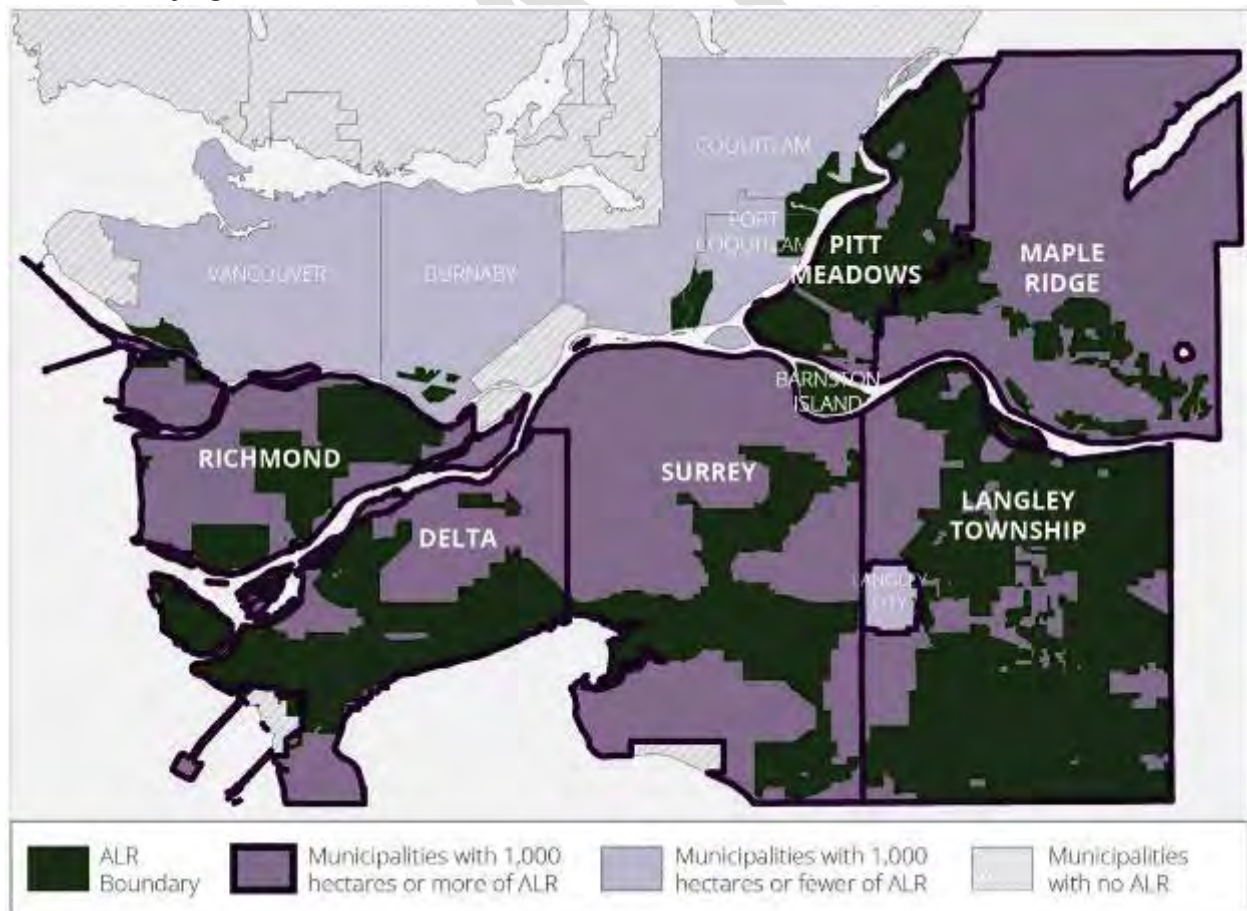 COQUITLAM
PORT
COQUITLAM
PITT
MEADOWS
MAPLE
RIDGE
VANCOUVER
BURNABY
BARNSTON
ISLAND
RICHMOND
SURREY
LANGLEY
TOWNSHIP
DELTA
LANGLEY
CITY
ALR
Boundary
Municipalities with 1,000
hectares or more of ALR
Municipalities with 1,000
hectares or fewer of ALR
Municipalities
with no ALR